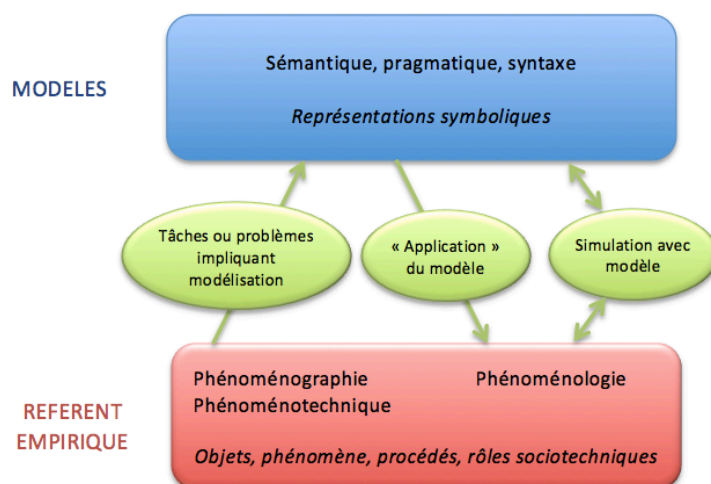 MODELES
Sémantique, pragmatique, syntaxe
Représentations symboliques
Tâches ou problèmes
impliquant
modélisation
« Application »
du modèle
Simulation avec
modèle
REFERENT
EMPIRIQUE
Phénoménographie
Phénoménotechnique
Phénoménologie
Objets, phénomène, procédés, rôles sociotechniques